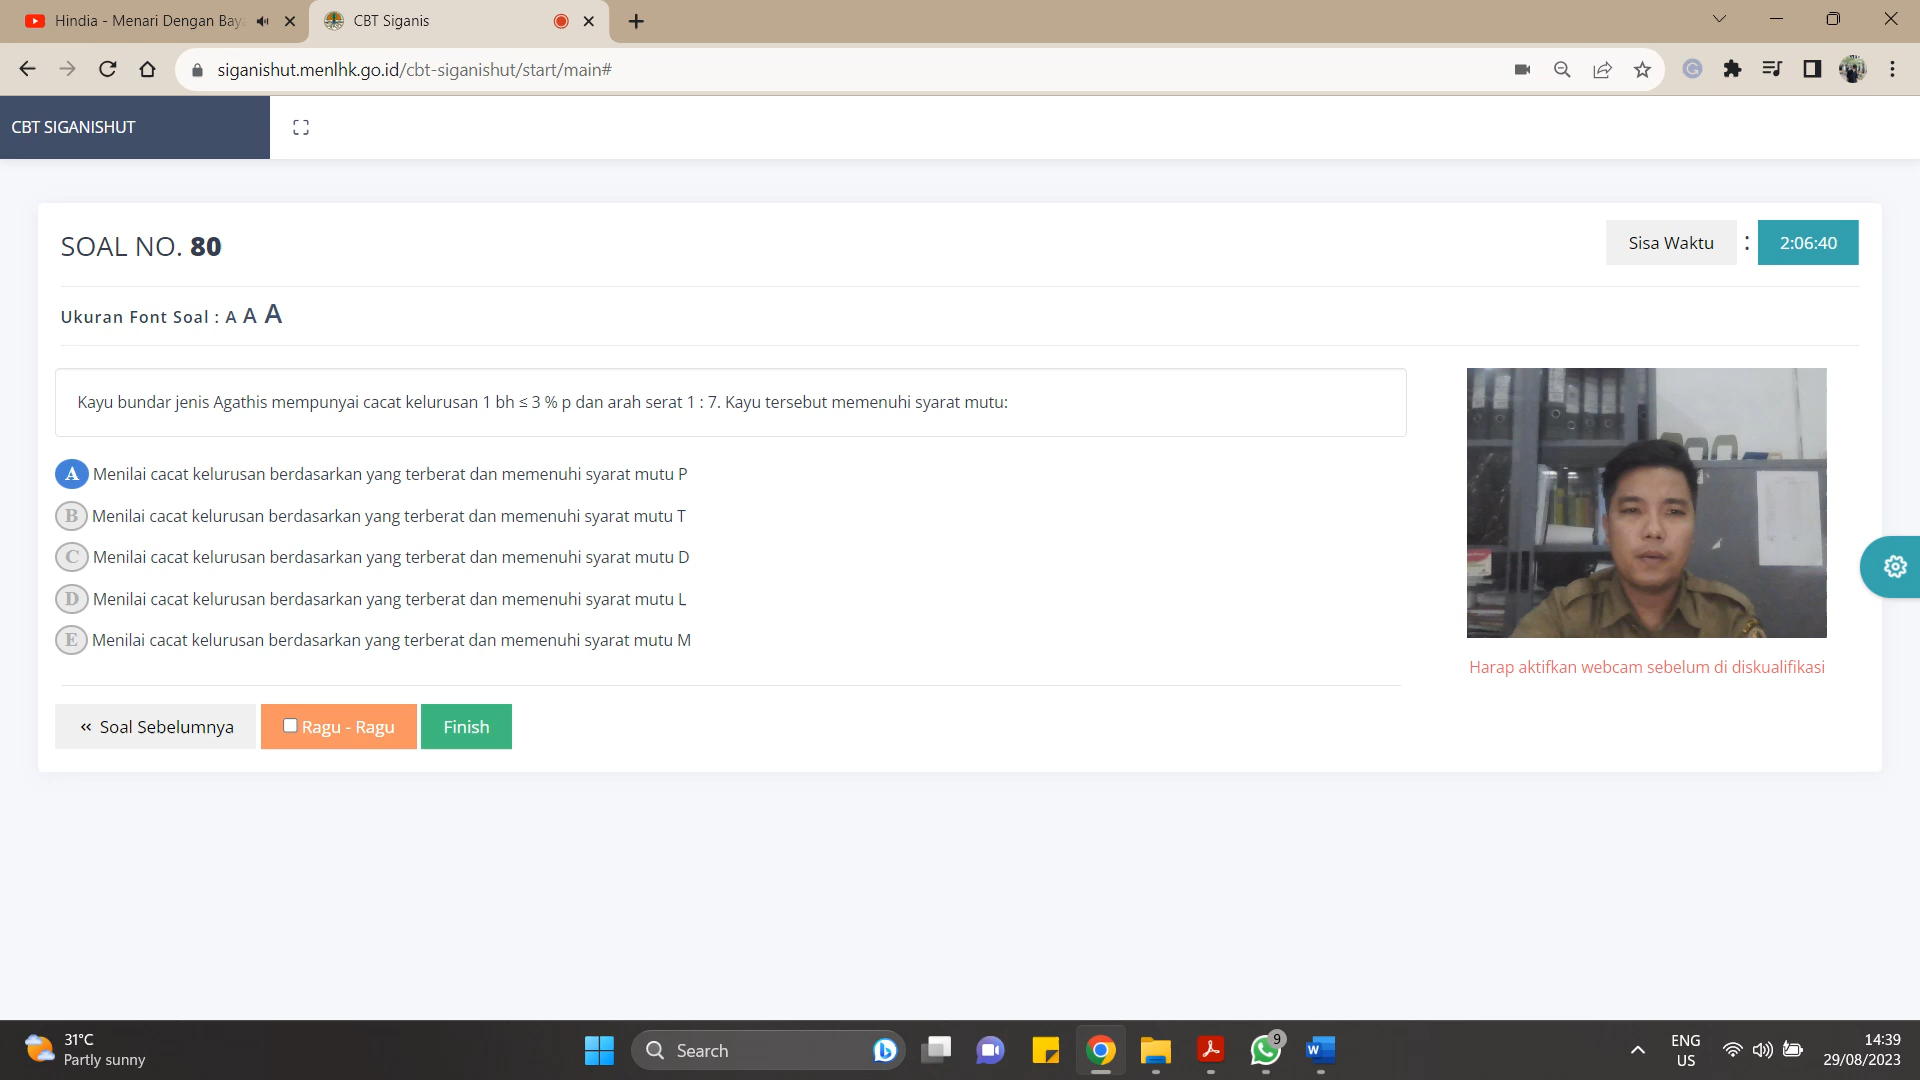 Hindia - Menari Dengan Bay
CBT Siganis
siganishut.menlhk.go.id/cbt-siganishut/start/main#
CBT SIGANISHUT
SOAL NO. 80
Sisa Waktu : 2:06:40
Ukuran Font Soal : A A A
Kayu bundar jenis Agathis mempunyai cacat kelurusan 1 bh ≤ 3 % p dan arah serat 1 : 7. Kayu tersebut memenuhi syarat mutu:
A Menilai cacat kelurusan berdasarkan yang terberat dan memenuhi syarat mutu P
B Menilai cacat kelurusan berdasarkan yang terberat dan memenuhi syarat mutu T
C Menilai cacat kelurusan berdasarkan yang terberat dan memenuhi syarat mutu D
D Menilai cacat kelurusan berdasarkan yang terberat dan memenuhi syarat mutu L
E Menilai cacat kelurusan berdasarkan yang terberat dan memenuhi syarat mutu M
Harap aktifkan webcam sebelum di diskualifikasi
« Soal Sebelumnya
Ragu - Ragu
Finish
31°C
Partly sunny
Search
9
ENG
US
14:39
29/08/2023